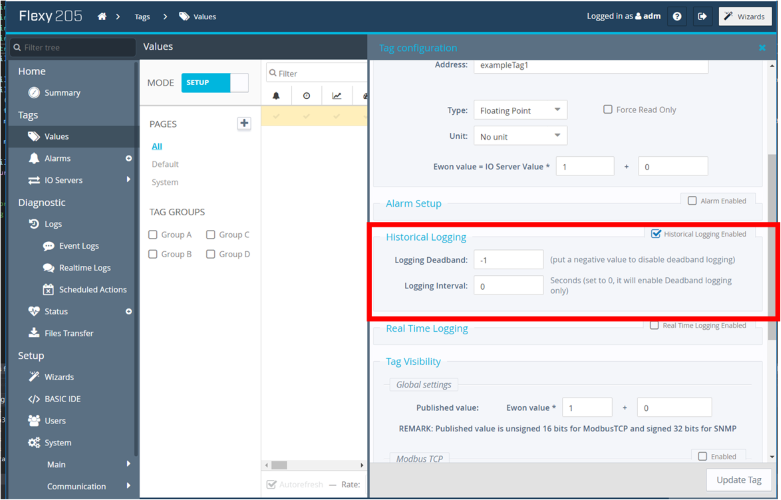 Flexy 205
Tags
Values
Logged in as adm
Wizards
Filter tree
Home
Summary
Tags
Values
Alarms
IO Servers
Diagnostic
Logs
Event Logs
Realtime Logs
Scheduled Actions
Status
Files Transfer
Setup
Wizards
BASIC IDE
Users
System
Main
Communication
Values
MODE
SETUP
PAGES
All
Default
System
TAG GROUPS
Group A
Group C
Group B
Group D
Filter
Autorefresh — Rate:
Tag configuration
Address: exampleTag1
Type: Floating Point
Force Read Only
Unit: No unit
Ewon value = IO Server Value * 1 + 0
Alarm Setup
Alarm Enabled
Historical Logging
Historical Logging Enabled
Logging Deadband: -1 (put a negative value to disable deadband logging)
Logging Interval: 0 Seconds (set to 0, it will enable Deadband logging
only)
Real Time Logging
Real Time Logging Enabled
Tag Visibility
Global settings
Published value: Ewon value * 1 + 0
REMARK: Published value is unsigned 16 bits for ModbusTCP and signed 32 bits for SNMP
Modbus TCP
Enabled
Update Tag